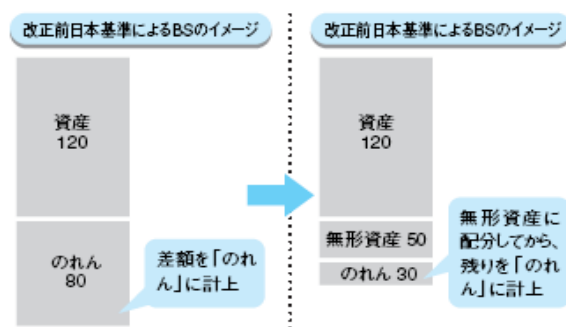 改正前日本基準によるBSのイメージ
資産
120
のれん
80
差額を「のれ
ん」に計上
改正前日本基準によるBSのイメージ
資産
120
無形資産 50
のれん 30
無形資産に
配分してから、
残りを「のれ
ん」に計上